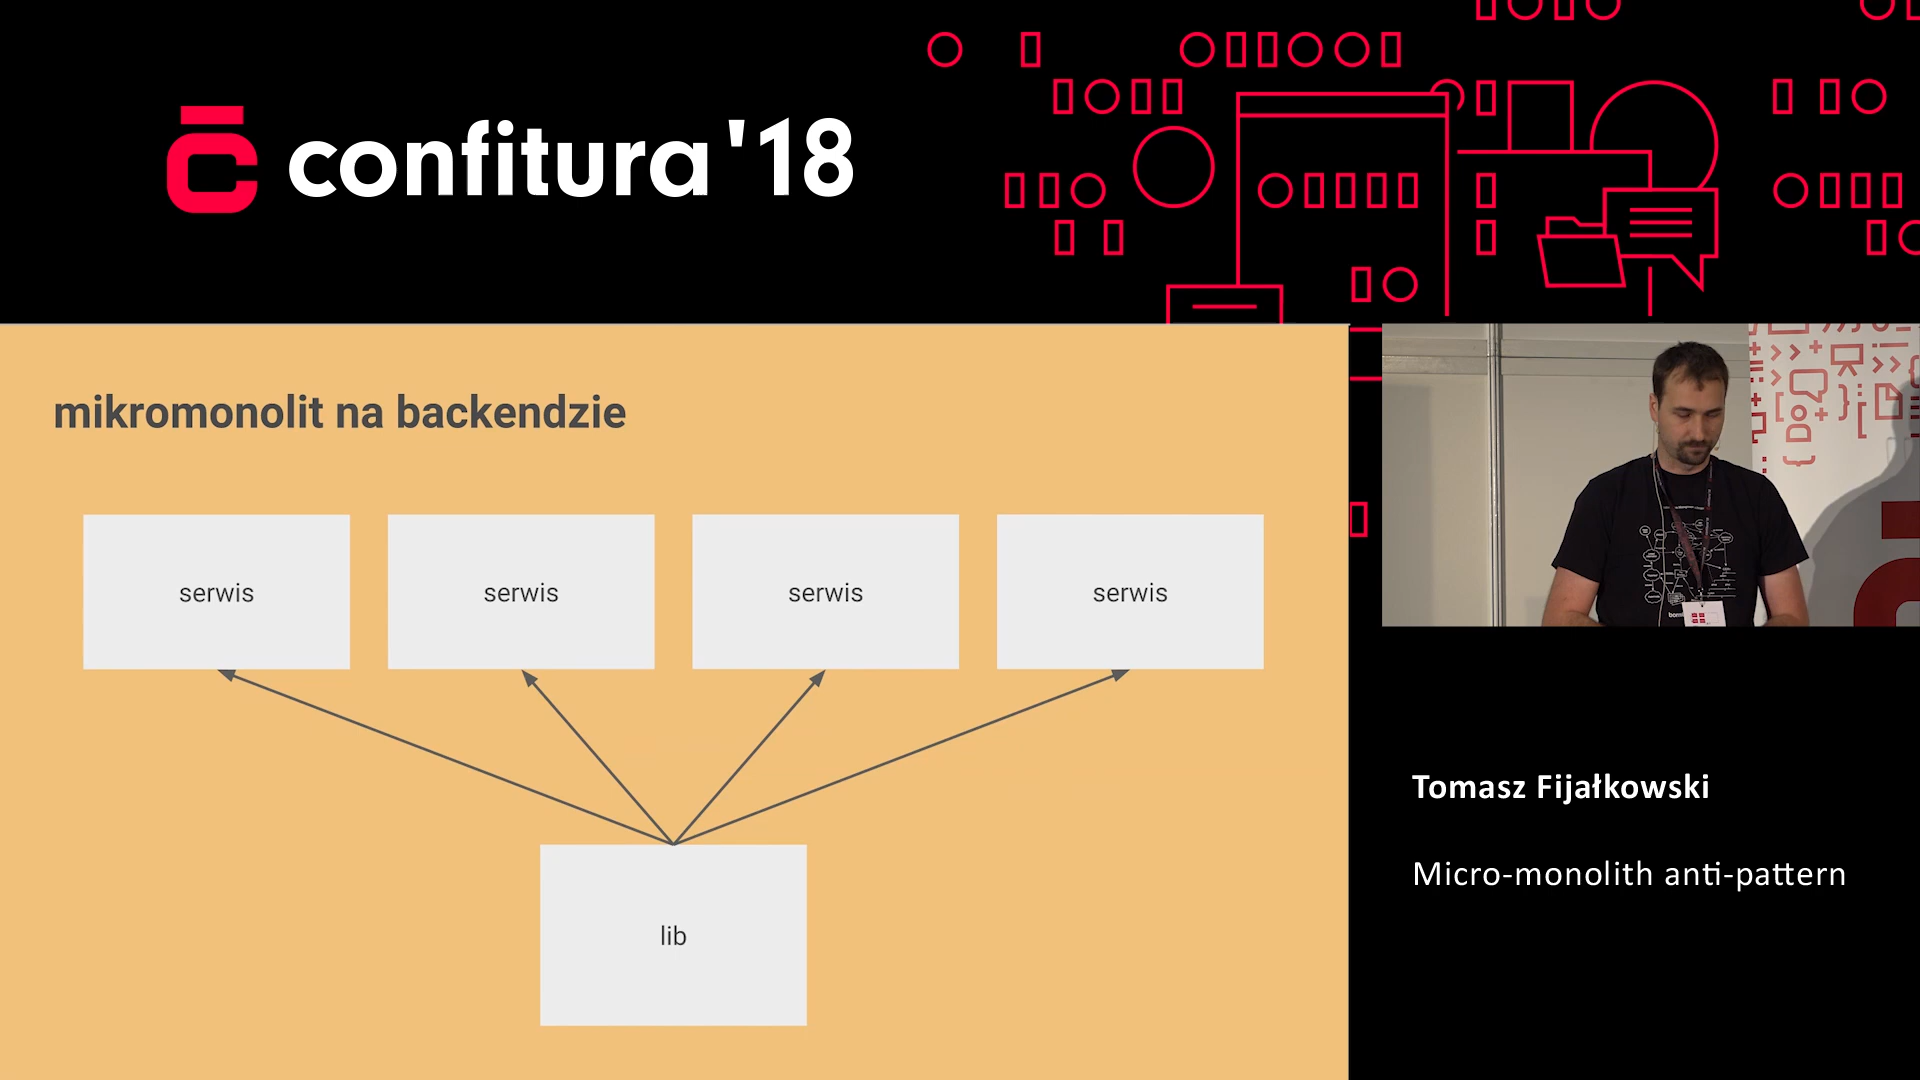 confitura '18
mikromonolit na backendzie
serwis
serwis
serwis
serwis
lib
Tomasz Fijałkowski
Micro-monolith anti-pattern